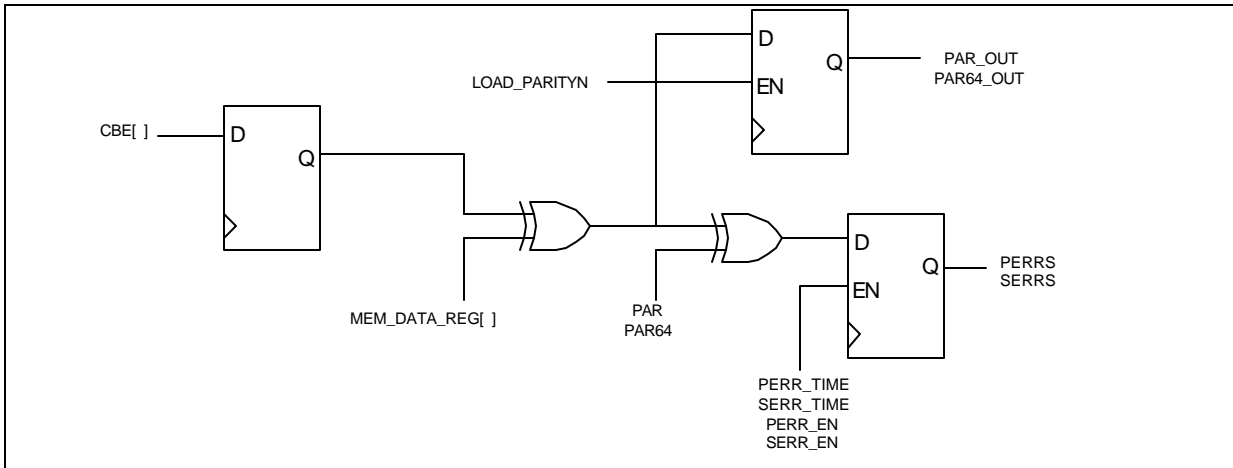 D
Q
PAR_OUT
PAR64_OUT
LOAD_PARITYN
EN
CBE[ ]
D
Q
D
Q
PERRS
SERRS
EN
MEM_DATA_REG[ ]
PAR
PAR64
PERR_TIME
SERR_TIME
PERR_EN
SERR_EN